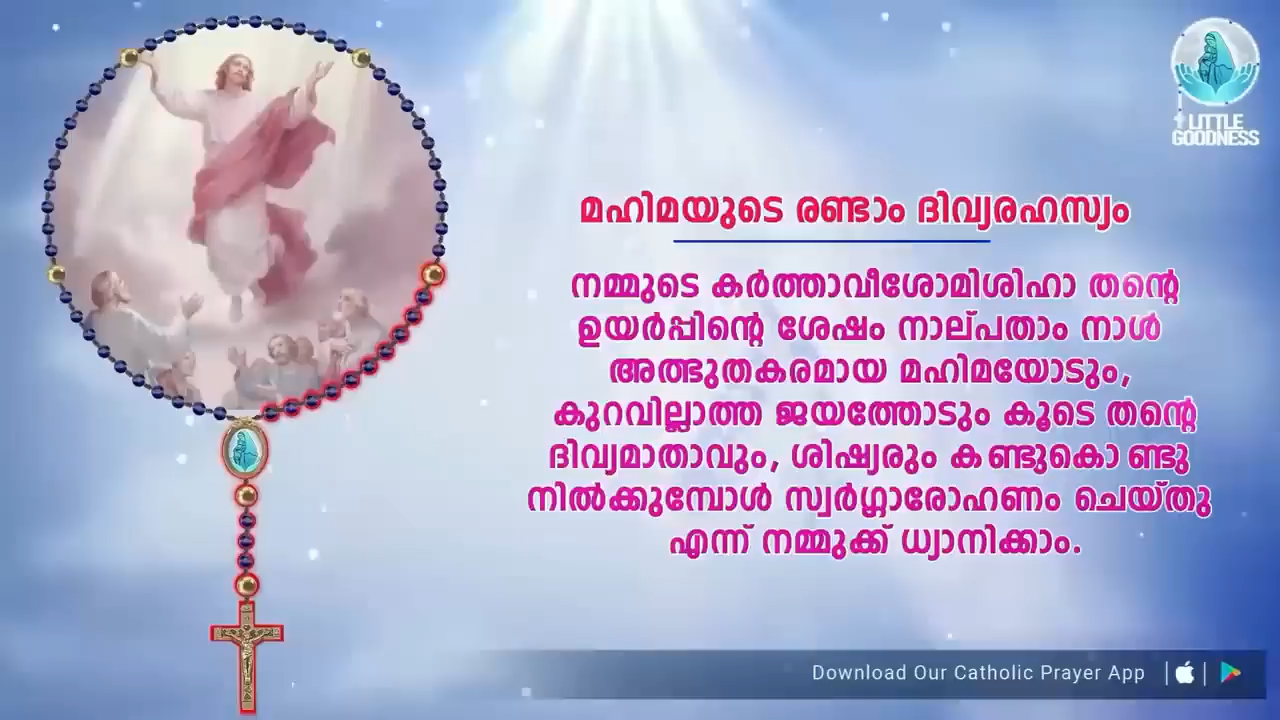 LITTLE
GOODNESS
മഹിമയുടെ രണ്ടാം ദിവ്യരഹസ്യം
നമ്മുടെ കർത്താവീശോമിശിഹാ തന്റെ
ഉയർപ്പിന്റെ ശേഷം നാല്പതാം നാൾ
അത്ഭുതകരമായ മഹിമയോടും,
കുറവില്ലാത്ത ജയത്തോടും കൂടെ തന്റെ
ദിവ്യമാതാവും, ശിഷ്യരും കണ്ടുകൊ ണ്ടു
നിൽക്കുമ്പോൾ സ്വർഗ്ഗാരോഹണം ചെയ്തു
എന്ന് നമ്മുക്ക് ധ്യാനിക്കാം.
Download Our Catholic Prayer App